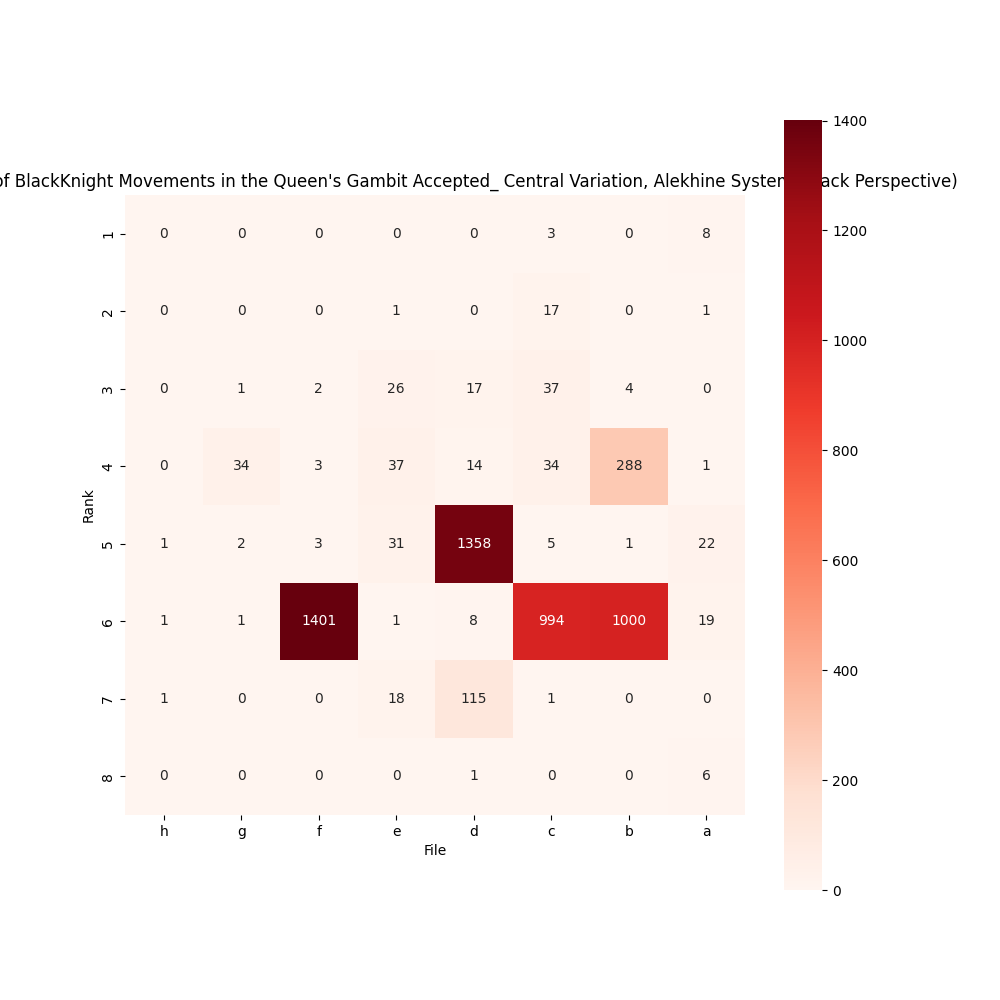 of BlackKnight Movements in the Queen's Gambit Accepted_ Central Variation, Alekhine System ack Perspective)
1 0 0 0 0 0 3 0 8
2 0 0 0 1 0 17 0 1
3 0 1 2 26 17 37 4 0
4 0 34 3 37 14 34 288 1
5 1 2 3 31 1358 5 1 22
6 1 1 1401 1 8 994 1000 19
7 1 0 0 18 115 1 0 0
8 0 0 0 0 1 0 0 6
h g f e d c b a
File
Rank
1400
1200
1000
800
600
400
200
0